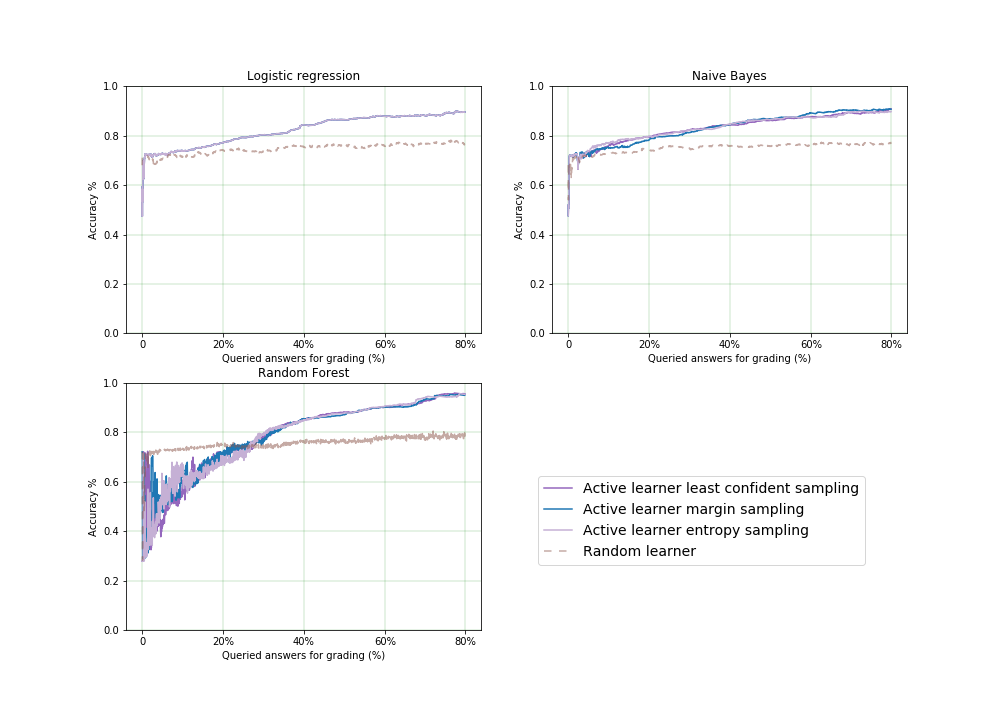 Logistic regression
1.0
0.8
0.6
0.4
0.2
0.0
Accuracy %
0 20% 40% 60% 80%
Queried answers for grading (%)
Naive Bayes
1.0
0.8
0.6
0.4
0.2
0.0
Accuracy %
0 20% 40% 60% 80%
Queried answers for grading (%)
Random Forest
1.0
0.8
0.6
0.4
0.2
0.0
Accuracy %
0 20% 40% 60% 80%
Queried answers for grading (%)
Active learner least confident sampling
Active learner margin sampling
Active learner entropy sampling
Random learner